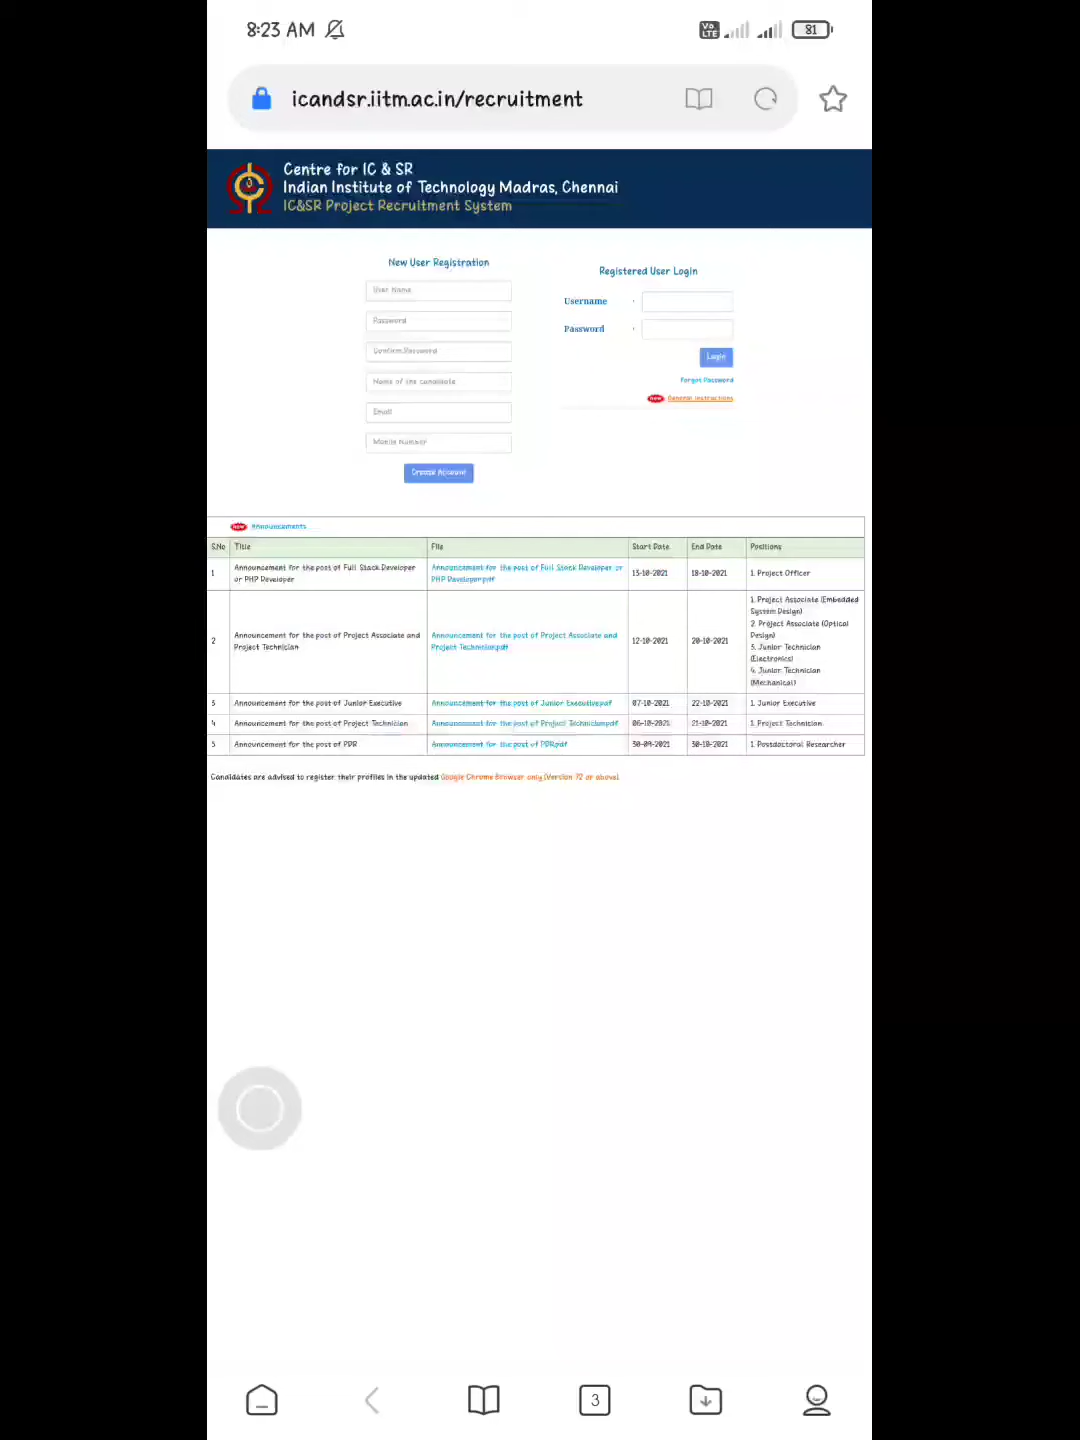 8:23 AM
Vo LTE
81
icandsr.iitm.ac.in/recruitment
Centre for IC & SR
Indian Institute of Technology Madras, Chennai
IC&SR Project Recruitment System
New User Registration
User Name
Password
Confirm Password
Name of the candidate
Email
Mobile Number
Create Account
Registered User Login
Username :
Password :
Login
Forgot Password
New General Instructions
New Announcements
S.No Title File Start Date End Date Positions
1 Announcement for the post of Full Stack Developer or PHP Developer Announcement for the post of Full Stack Developer or PHP Developer.pdf 13-10-2021 18-10-2021 1. Project Officer
2 Announcement for the post of Project Associate and Project Technician Announcement for the post of Project Associate and Project Technician.pdf 12-10-2021 20-10-2021 1. Project Associate (Embedded System Design)
2. Project Associate (Optical Design)
3. Junior Technician (Electronics)
4. Junior Technician (Mechanical)
3 Announcement for the post of Junior Executive Announcement for the post of Junior Executive.pdf 07-10-2021 22-10-2021 1. Junior Executive
4 Announcement for the post of Project Technician Announcement for the post of Project Technician.pdf 06-10-2021 21-10-2021 1. Project Technician
5 Announcement for the post of PDR Announcement for the post of PDR.pdf 30-09-2021 30-10-2021 1. Postdoctoral Researcher
Candidates are advised to register their profiles in the updated Google Chrome Browser only.(Version 72 or above)
3